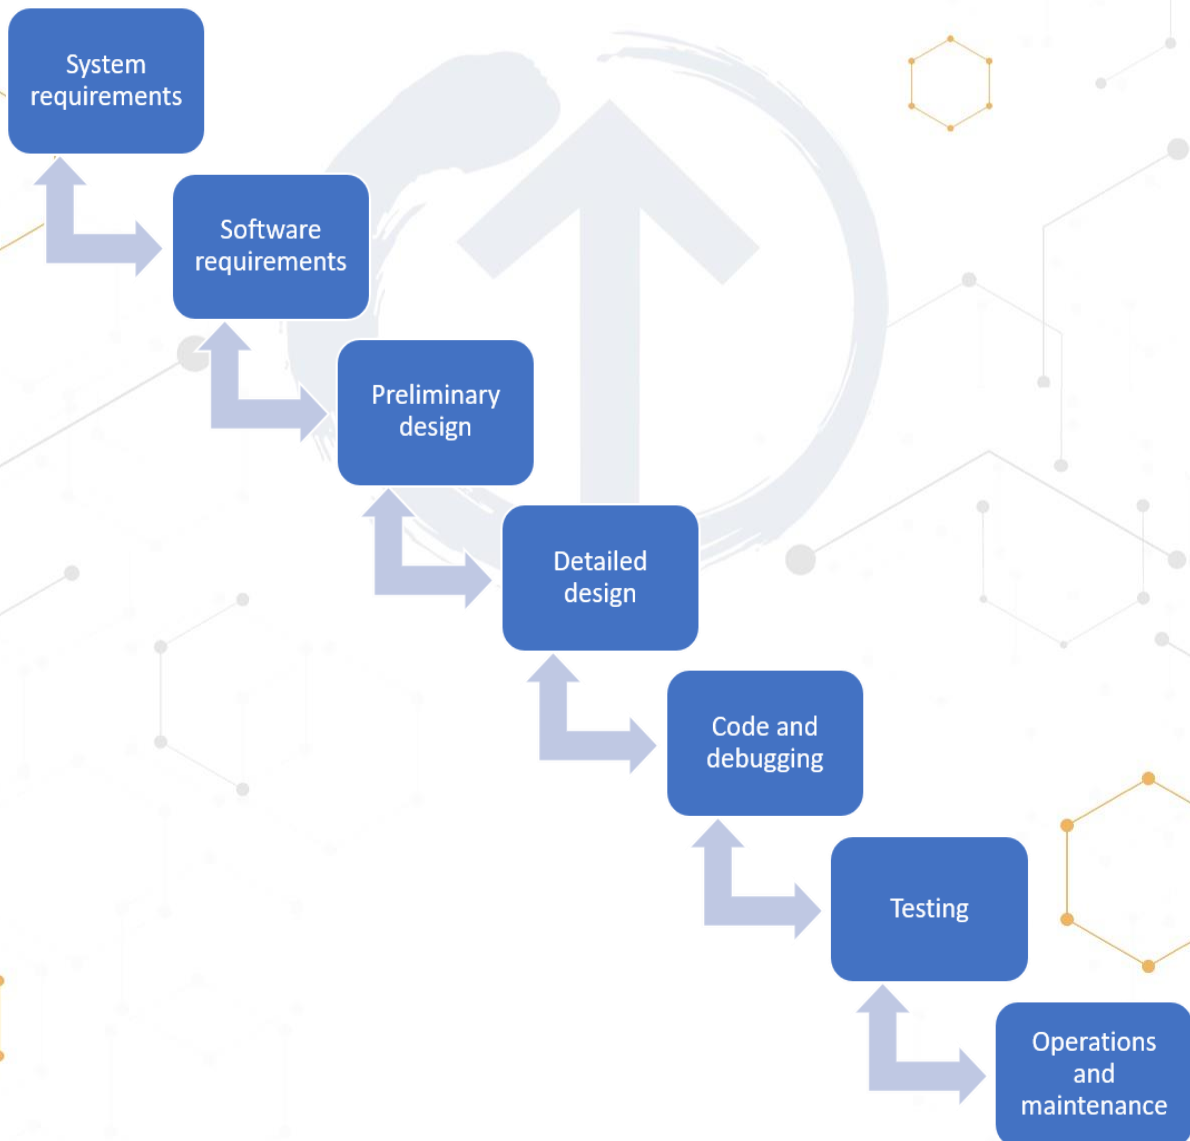 System
requirements
Software
requirements
Preliminary
design
Detailed
design
Code and
debugging
Testing
Operations
and
maintenance